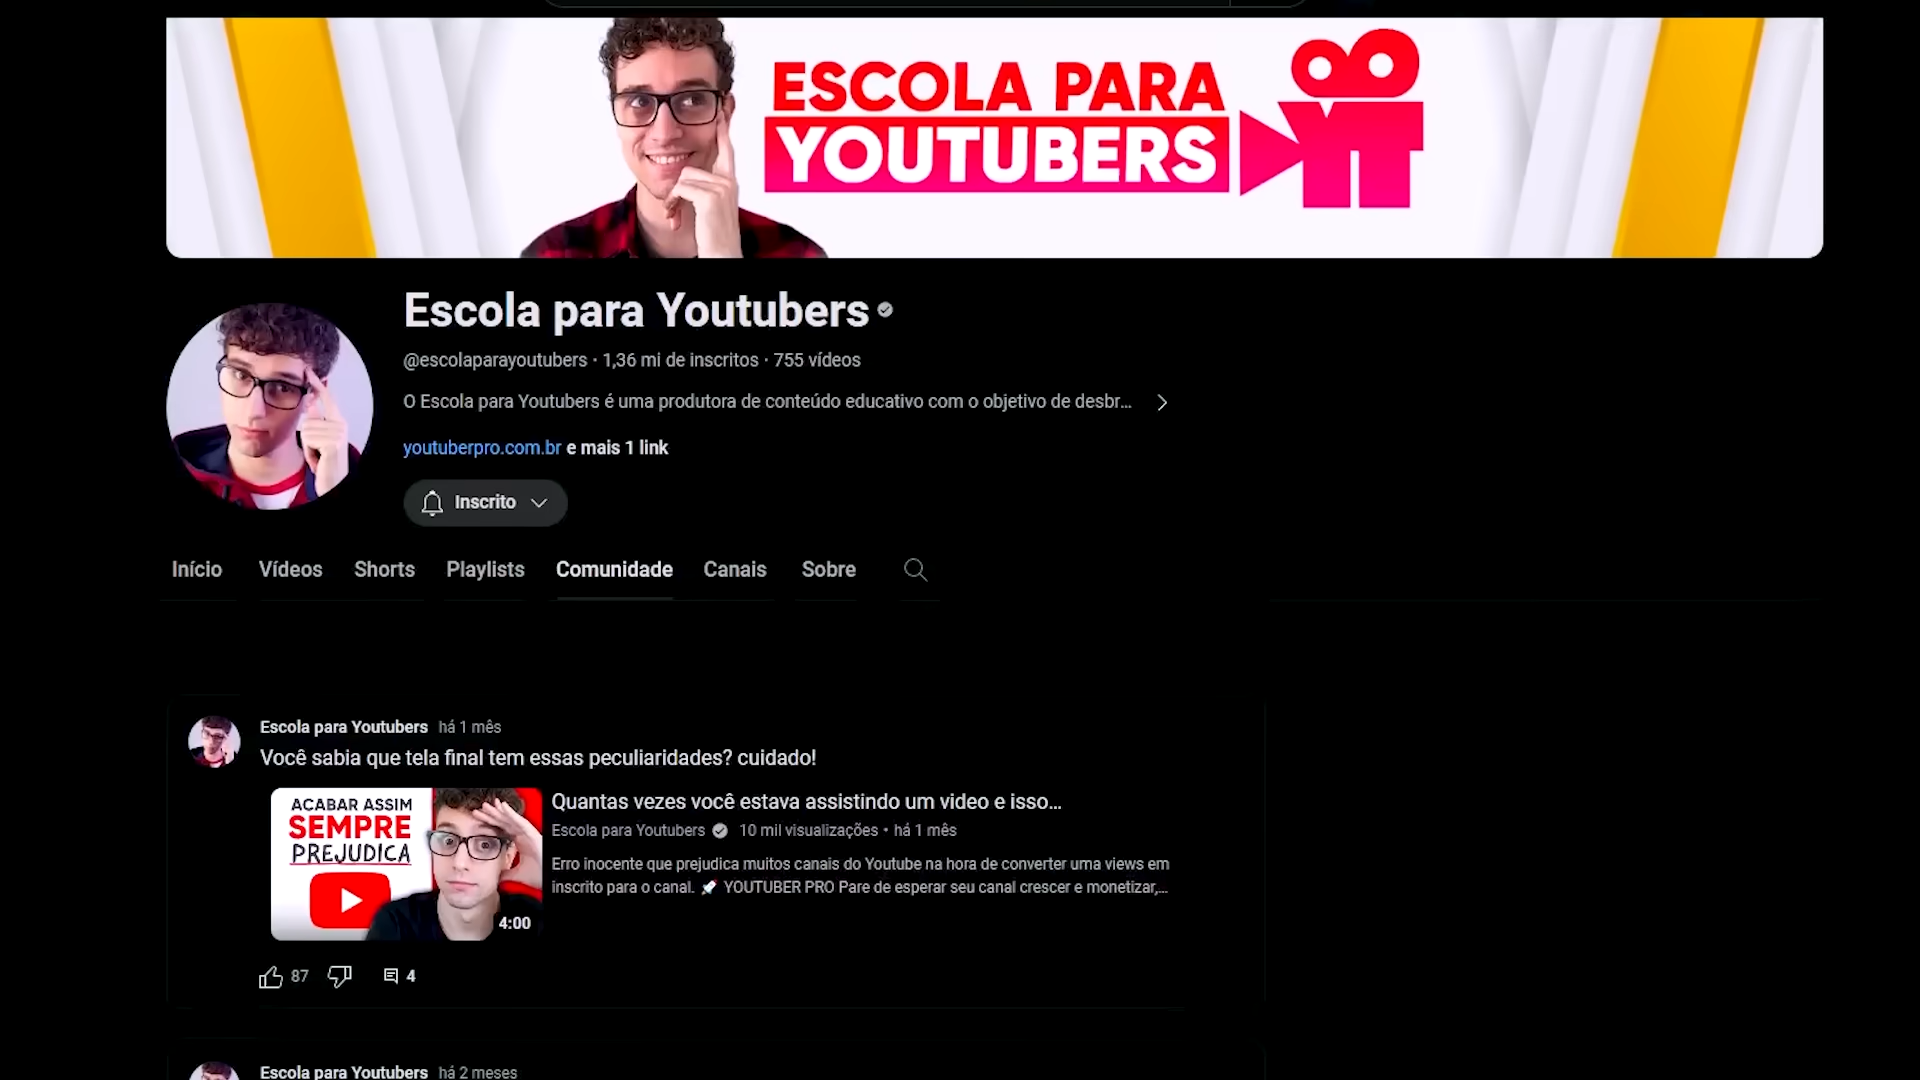 ESCOLA PARA
YOUTUBERS
Escola para Youtubers
@escolaparayoutubers · 1,36 mi de inscritos · 755 vídeos
O Escola para Youtubers é uma produtora de conteúdo educativo com o objetivo de desbr...
youtuberpro.com.br e mais 1 link
Inscrito
Início Vídeos Shorts Playlists Comunidade Canais Sobre
Escola para Youtubers há 1 mês
Você sabia que tela final tem essas peculiaridades? cuidado!
ACABAR ASSIM
SEMPRE
PREJUDICA
4:00
Quantas vezes você estava assistindo um video e isso...
Escola para Youtubers 10 mil visualizações • há 1 mês
Erro inocente que prejudica muitos canais do Youtube na hora de converter uma views em
inscrito para o canal. 🚀 YOUTUBER PRO Pare de esperar seu canal crescer e monetizar,...
87 4
Escola para Youtubers há 2 meses